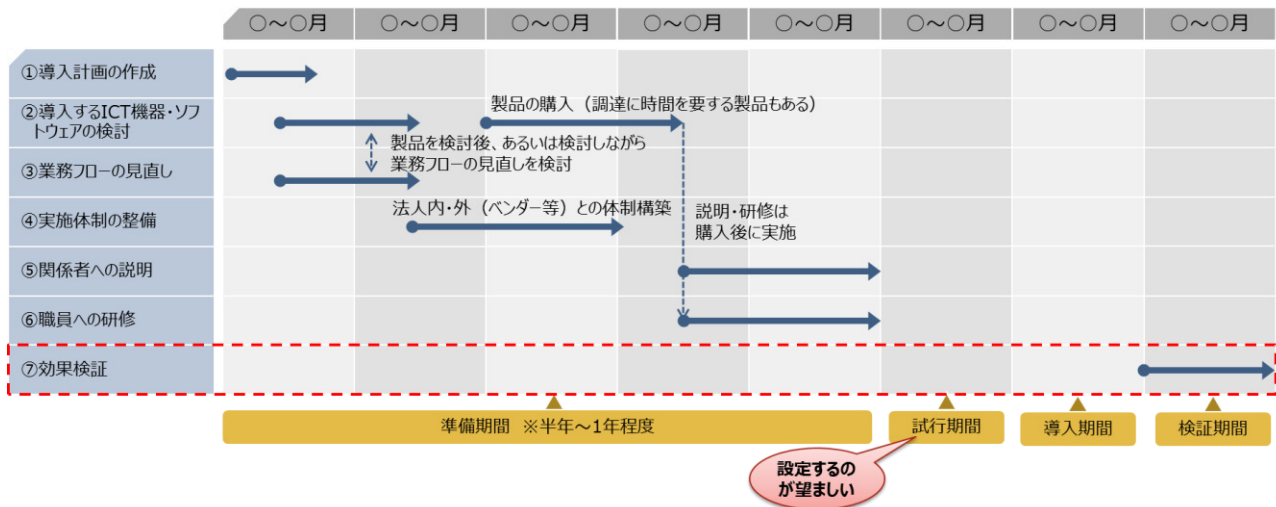 〇～〇月
〇～〇月
〇～〇月
〇～〇月
〇～〇月
〇～〇月
〇～〇月
〇～〇月
①導入計画の作成
②導入するICT機器・ソフ
トウェアの検討
製品の購入（調達に時間を要する製品もある）
製品を検討後、あるいは検討しながら
業務フローの見直しを検討
③業務フローの見直し
④実施体制の整備
法人内・外（ベンダー等）との体制構築
説明・研修は
購入後に実施
⑤関係者への説明
⑥職員への研修
⑦効果検証
準備期間 ※半年～1年程度
試行期間
導入期間
検証期間
設定するの
が望ましい